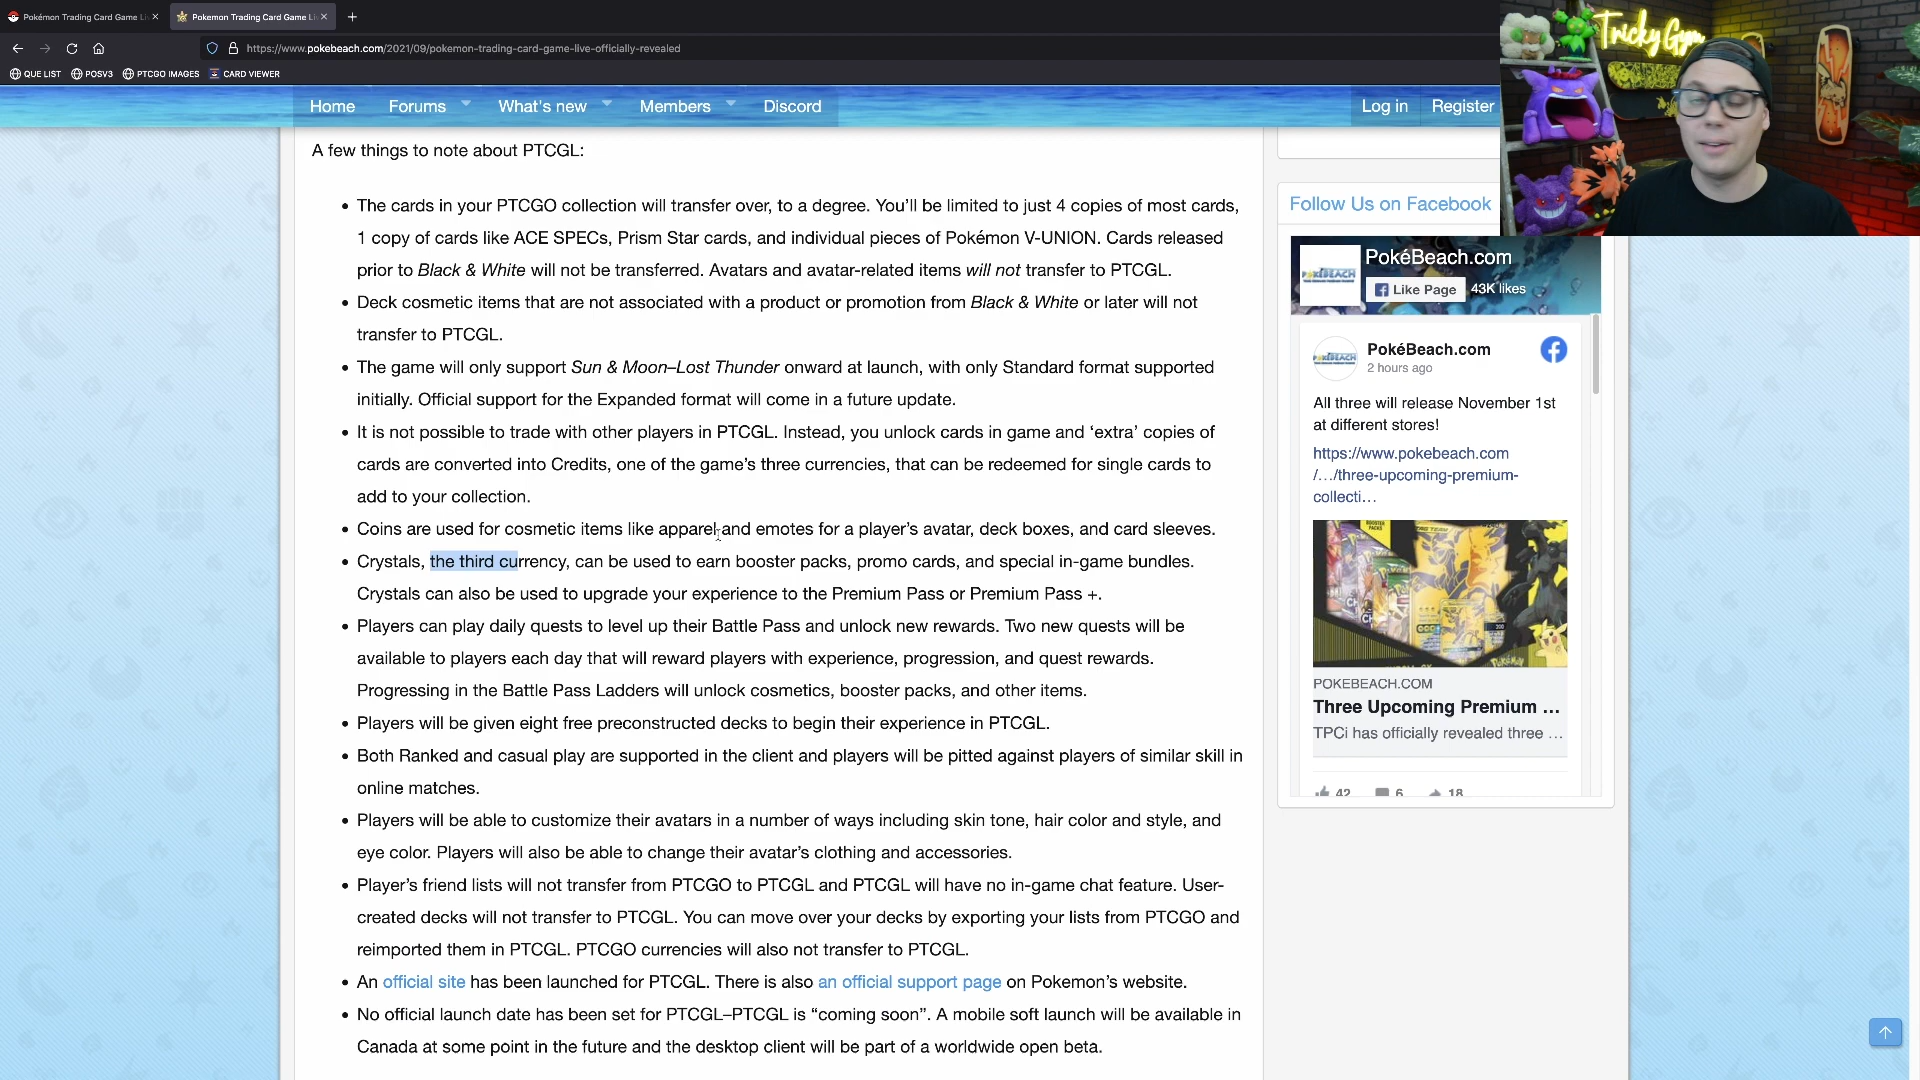 Pokémon Trading Card Game Li
Pokemon Trading Card Game Li
https://www.pokebeach.com/2021/09/pokemon-trading-card-game-live-officially-revealed
QUE LIST POSV3 PTCGO IMAGES CARD VIEWER
Tricky Gym
Home Forums What's new Members Discord Log in Register
A few things to note about PTCGL:
• The cards in your PTCGO collection will transfer over, to a degree. You'll be limited to just 4 copies of most cards,
1 copy of cards like ACE SPECs, Prism Star cards, and individual pieces of Pokémon V-UNION. Cards released
prior to Black & White will not be transferred. Avatars and avatar-related items will not transfer to PTCGL.
• Deck cosmetic items that are not associated with a product or promotion from Black & White or later will not
transfer to PTCGL.
• The game will only support Sun & Moon–Lost Thunder onward at launch, with only Standard format supported
initially. Official support for the Expanded format will come in a future update.
• It is not possible to trade with other players in PTCGL. Instead, you unlock cards in game and ‘extra’ copies of
cards are converted into Credits, one of the game’s three currencies, that can be redeemed for single cards to
add to your collection.
• Coins are used for cosmetic items like apparel and emotes for a player’s avatar, deck boxes, and card sleeves.
• Crystals, the third currency, can be used to earn booster packs, promo cards, and special in-game bundles.
Crystals can also be used to upgrade your experience to the Premium Pass or Premium Pass +.
• Players can play daily quests to level up their Battle Pass and unlock new rewards. Two new quests will be
available to players each day that will reward players with experience, progression, and quest rewards.
Progressing in the Battle Pass Ladders will unlock cosmetics, booster packs, and other items.
• Players will be given eight free preconstructed decks to begin their experience in PTCGL.
• Both Ranked and casual play are supported in the client and players will be pitted against players of similar skill in
online matches.
• Players will be able to customize their avatars in a number of ways including skin tone, hair color and style, and
eye color. Players will also be able to change their avatar’s clothing and accessories.
• Player’s friend lists will not transfer from PTCGO to PTCGL and PTCGL will have no in-game chat feature. User-
created decks will not transfer to PTCGL. You can move over your decks by exporting your lists from PTCGO and
reimported them in PTCGL. PTCGO currencies will also not transfer to PTCGL.
• An official site has been launched for PTCGL. There is also an official support page on Pokemon’s website.
• No official launch date has been set for PTCGL–PTCGL is “coming soon”. A mobile soft launch will be available in
Canada at some point in the future and the desktop client will be part of a worldwide open beta.
Follow Us on Facebook
PokéBeach.com
Like Page 43K likes
PokéBeach.com
2 hours ago
All three will release November 1st
at different stores!
https://www.pokebeach.com
/…/three-upcoming-premium-
collecti…
POKEBEACH.COM
Three Upcoming Premium ...
TPCi has officially revealed three ...
42 6 18